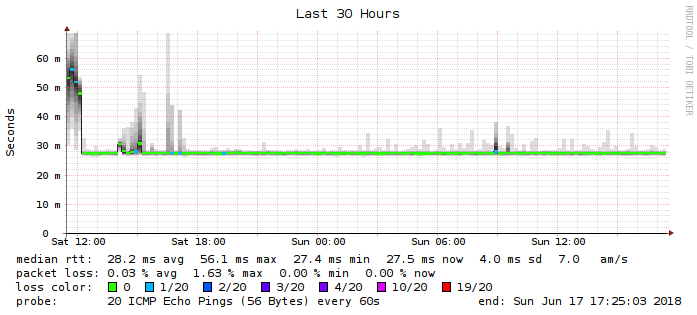 Last 30 Hours
RRDTOOL / TOBI OETIKER
Seconds
60 m
50 m
40 m
30 m
20 m
10 m
0
Sat 12:00 Sat 18:00 Sun 00:00 Sun 06:00 Sun 12:00
median rtt: 28.2 ms avg 56.1 ms max 27.4 ms min 27.5 ms now 4.0 ms sd 7.0 am/s
packet loss: 0.03 % avg 1.63 % max 0.00 % min 0.00 % now
loss color: 0 1/20 2/20 3/20 4/20 10/20 19/20
probe: 20 ICMP Echo Pings (56 Bytes) every 60s end: Sun Jun 17 17:25:03 2018